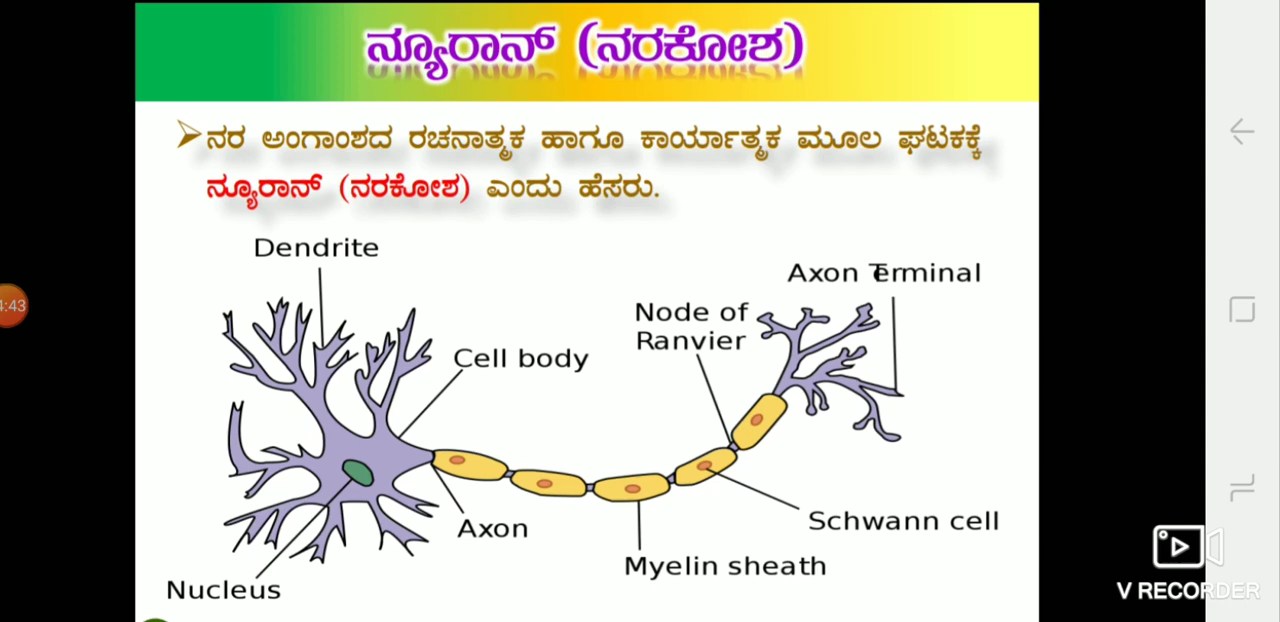 ನ್ಯೂರಾನ್ (ನರಕೋಶ)
➢ನರ ಅಂಗಾಂಶದ ರಚನಾತ್ಮಕ ಹಾಗೂ ಕಾರ್ಯಾತ್ಮಕ ಮೂಲ ಘಟಕಕ್ಕೆ
ನ್ಯೂರಾನ್ (ನರಕೋಶ) ಎಂದು ಹೆಸರು.
Dendrite
Axon Terminal
Node of
Ranvier
Cell body
Axon
Schwann cell
Myelin sheath
Nucleus
:43
V RECORDER